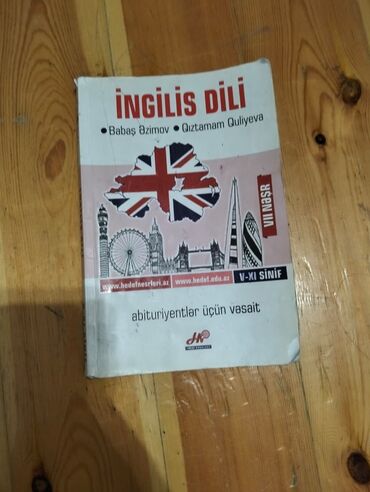 İNGİLİS DİLİ
• Babaş Əzimov • Qıztamam Quliyeva
VII NƏŞR
www.hedefnesrleri.az
www.hedef.edu.az
V-XI SİNİF
abituriyentlər üçün vəsait